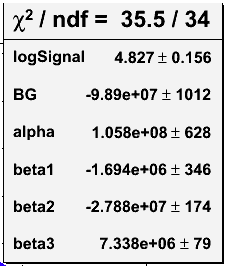 χ² / ndf = 35.5 / 34
logSignal 4.827 ± 0.156
BG -9.89e+07 ± 1012
alpha 1.058e+08 ± 628
beta1 -1.694e+06 ± 346
beta2 -2.788e+07 ± 174
beta3 7.338e+06 ± 79